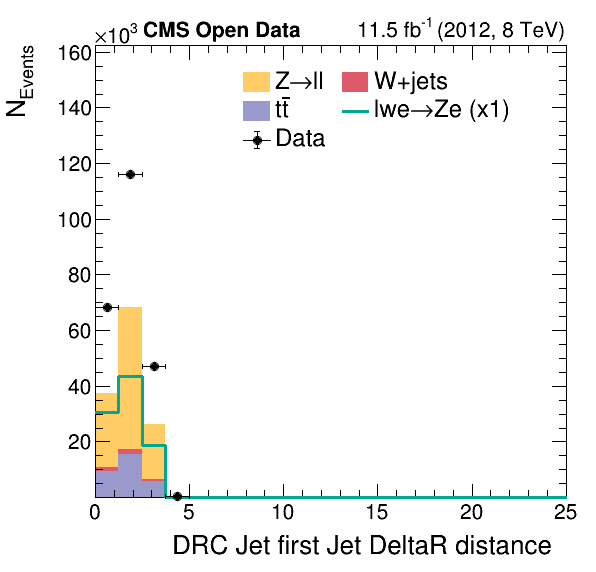 ×10³ CMS Open Data 11.5 fb⁻¹ (2012, 8 TeV)
N_Events
160
140
120
100
80
60
40
20
Z→ll W+jets
tt̄ lwe→Ze (x1)
Data
0 5 10 15 20 25
DRC Jet first Jet DeltaR distance